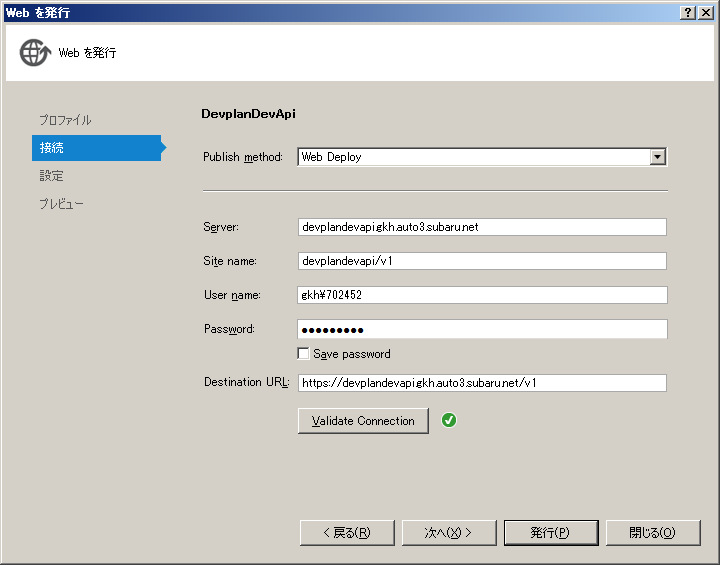 Web を発行
Web を発行
プロファイル
接続
設定
プレビュー
DevplanDevApi
Publish method: Web Deploy
Server: devplandevapi.gkh.auto3.subaru.net
Site name: devplandevapi/v1
User name: gkh¥702452
Password: ●●●●●●●●●
Save password
Destination URL: https://devplandevapi.gkh.auto3.subaru.net/v1
Validate Connection
< 戻る(R) 次へ(X) > 発行(P) 閉じる(O)